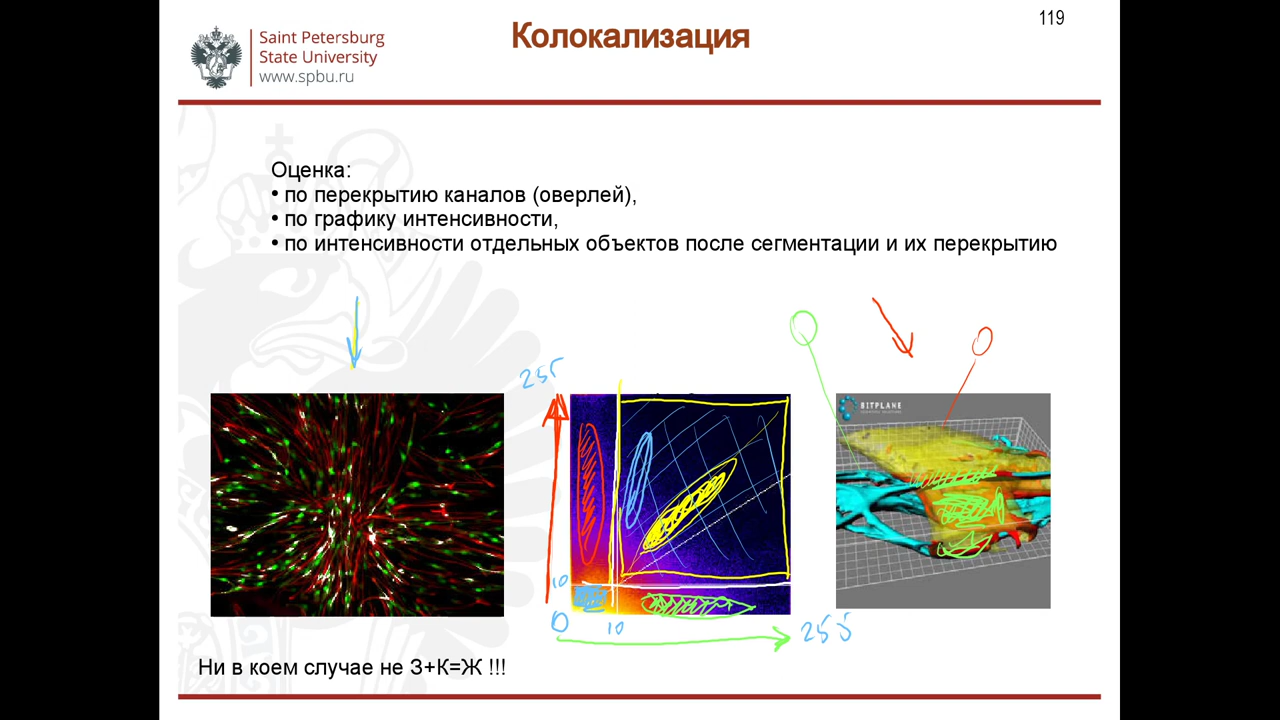 119
Saint Petersburg
State University
www.spbu.ru
Колокализация
Оценка:
• по перекрытию каналов (оверлей),
• по графику интенсивности,
• по интенсивности отдельных объектов после сегментации и их перекрытию
255
BITPLANE
10
0
10
255
Ни в коем случае не З+К=Ж !!!